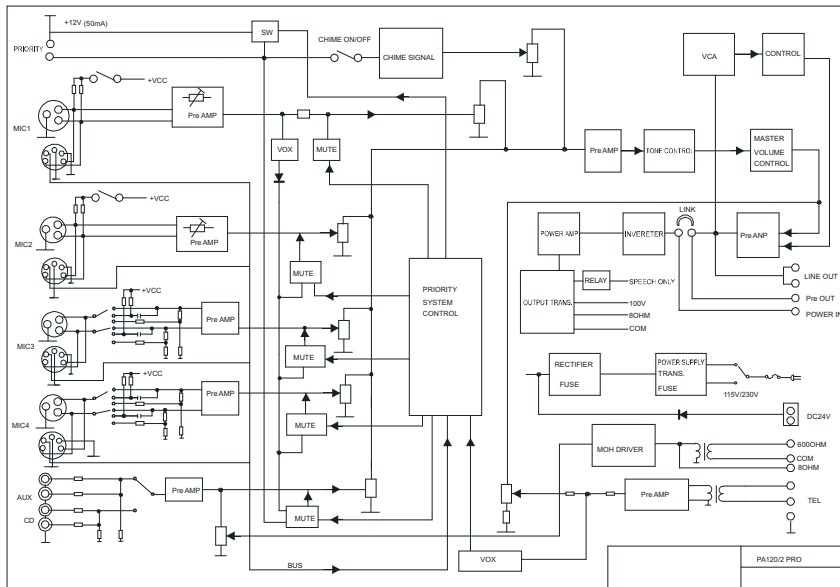 +12V (50mA)
PRIORITY
SW
CHIME ON/OFF
CHIME SIGNAL
VCA
CONTROL
+VCC
MIC1
Pre AMP
VOX
MUTE
Pre AMP
TONE CONTROL
MASTER
VOLUME
CONTROL
+VCC
MIC2
Pre AMP
MUTE
LINK
POWER AMP
INVERETER
Pre ANP
LINE OUT
PRIORITY
SYSTEM
CONTROL
OUTPUT TRANS.
RELAY
SPEECH ONLY
100V
8OHM
COM
Pre OUT
POWER IN
+VCC
MIC3
Pre AMP
MUTE
RECTIFIER
FUSE
POWER SUPPLY
TRANS.
FUSE
115V/230V
+VCC
MIC4
Pre AMP
MUTE
DC24V
MOH DRIVER
600OHM
COM
8OHM
AUX
CD
Pre AMP
MUTE
Pre AMP
TEL
VOX
BUS
PA120/2 PRO